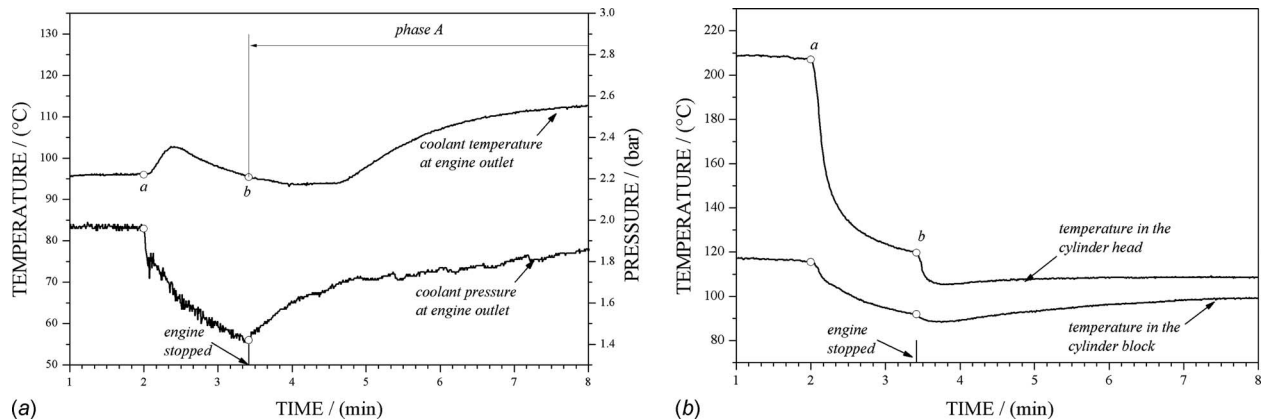 130
120
110
100
90
80
70
60
50
TEMPERATURE / (°C)
3.0
2.8
2.6
2.4
2.2
2.0
1.8
1.6
1.4
PRESSURE / (bar)
phase A
a
b
coolant temperature
at engine outlet
coolant pressure
at engine outlet
engine
stopped
1
2
3
4
5
6
7
8
TIME / (min)
(a)
220
200
180
160
140
120
100
80
TEMPERATURE / (°C)
a
b
temperature in the
cylinder head
temperature in the
cylinder block
engine
stopped
1
2
3
4
5
6
7
8
TIME / (min)
(b)